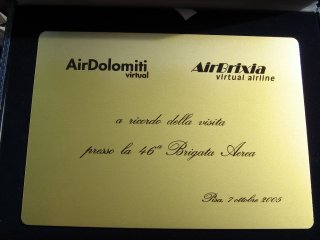 AirDolomiti AirBrixia
virtual virtual airline
a ricordo della visita
presso la 46ª Brigata Aerea
Pisa, 7 ottobre 2005